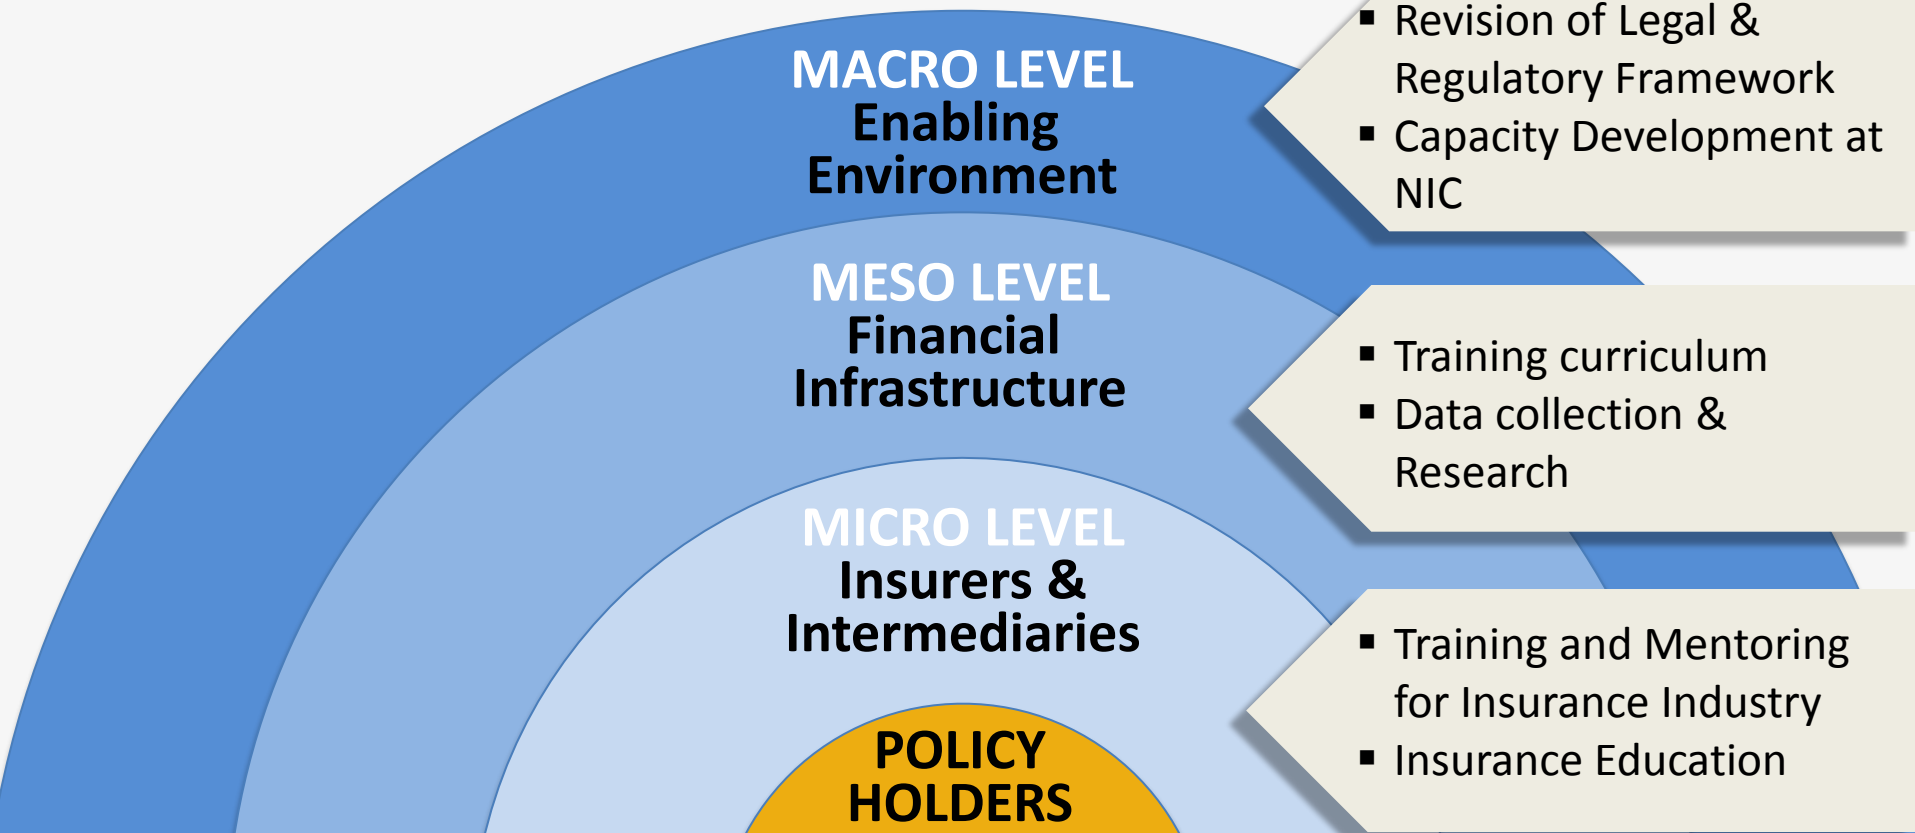 MACRO LEVEL
Enabling
Environment
▪ Revision of Legal &
Regulatory Framework
▪ Capacity Development at
NIC
MESO LEVEL
Financial
Infrastructure
▪ Training curriculum
▪ Data collection &
Research
MICRO LEVEL
Insurers &
Intermediaries
▪ Training and Mentoring
for Insurance Industry
▪ Insurance Education
POLICY
HOLDERS